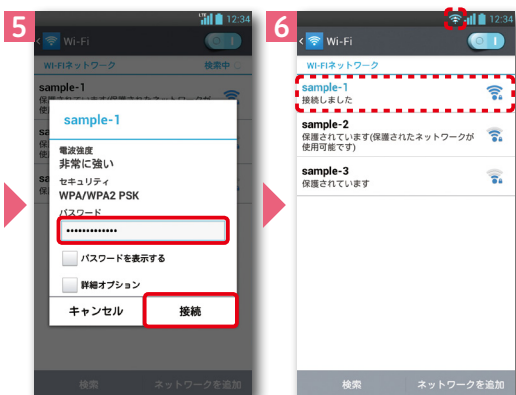 5
LTE 12:34
Wi-Fi
WI-FIネットワーク 検索中
sample-1
sample-1
電波強度
非常に強い
セキュリティ
WPA/WPA2 PSK
パスワード
•••••••••••••
パスワードを表示する
詳細オプション
キャンセル 接続
検索 ネットワークを追加
6
12:34
Wi-Fi
WI-FIネットワーク
sample-1
接続しました
sample-2
保護されています(保護されたネットワークが
使用可能です)
sample-3
保護されています
検索 ネットワークを追加